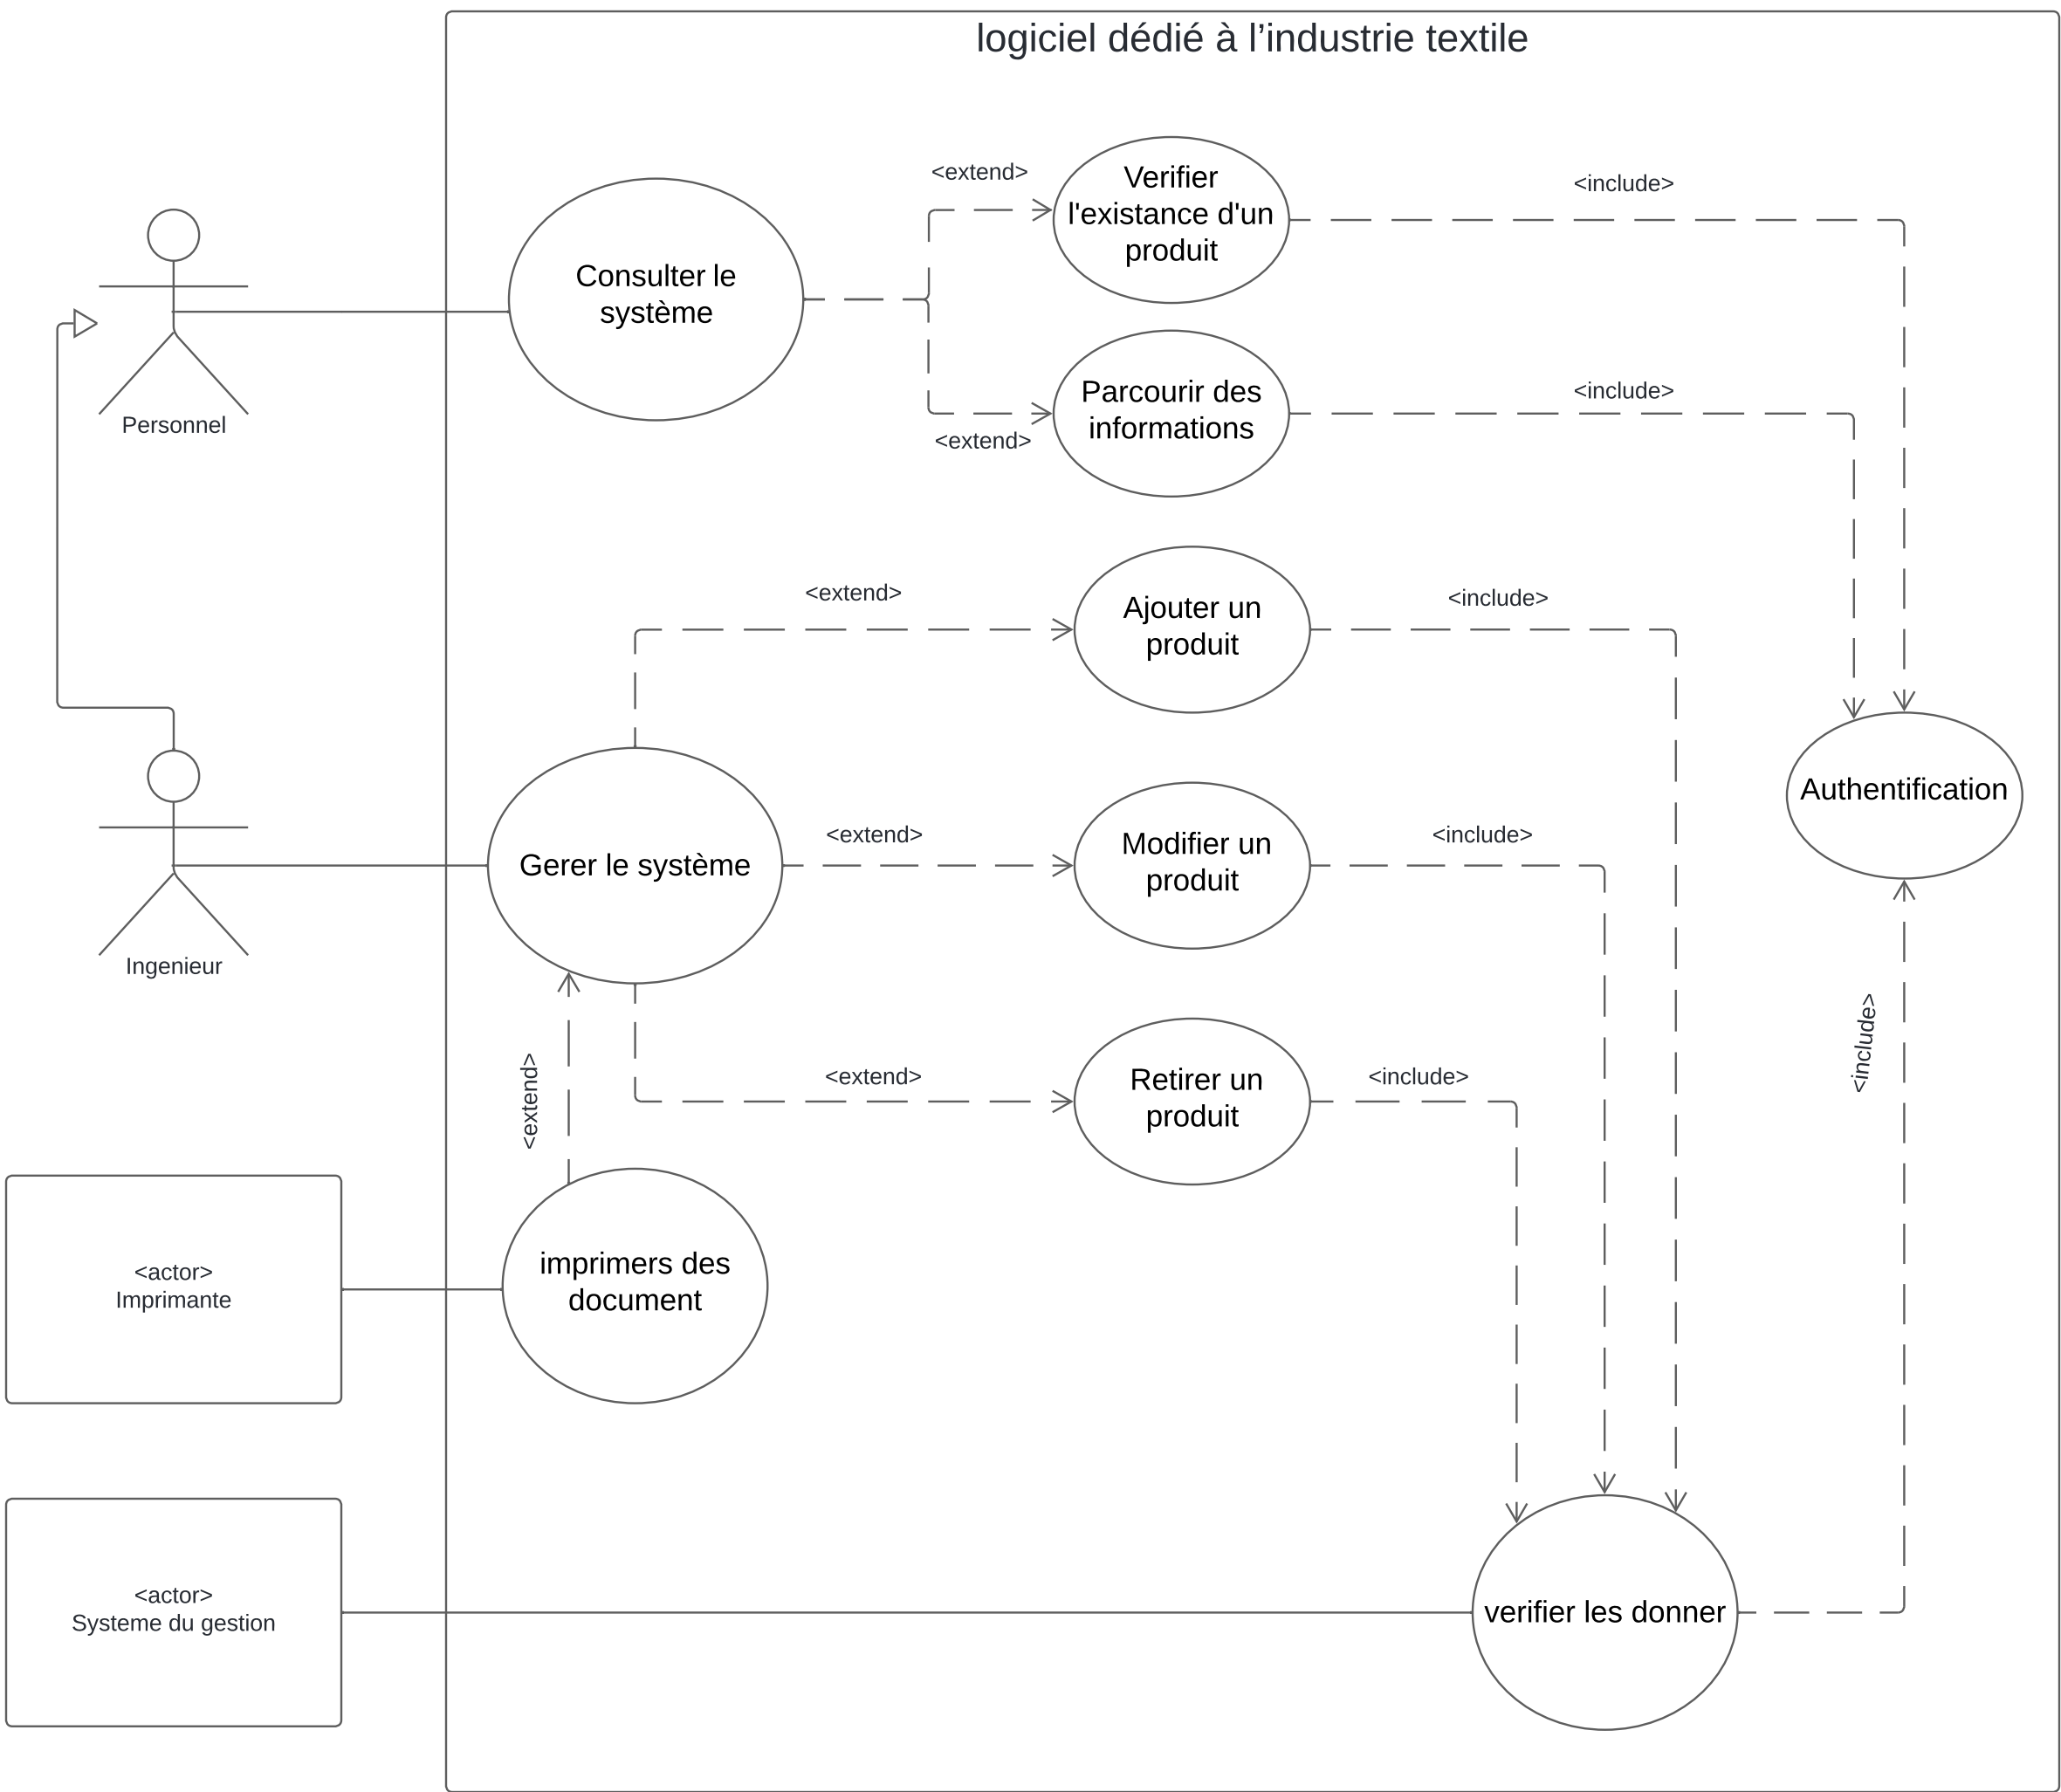 logiciel dédié à l’industrie textile
<extend>
Verifier
l'existance d'un
produit
<include>
Consulter le
système
Personnel
<extend>
Parcourir des
informations
<include>
<extend>
Ajouter un
produit
<include>
Authentification
Ingenieur
Gerer le système
<extend>
Modifier un
produit
<include>
<include>
<extend>
<extend>
Retirer un
produit
<include>
<actor>
Imprimante
imprimers des
document
<actor>
Systeme du gestion
verifier les donner